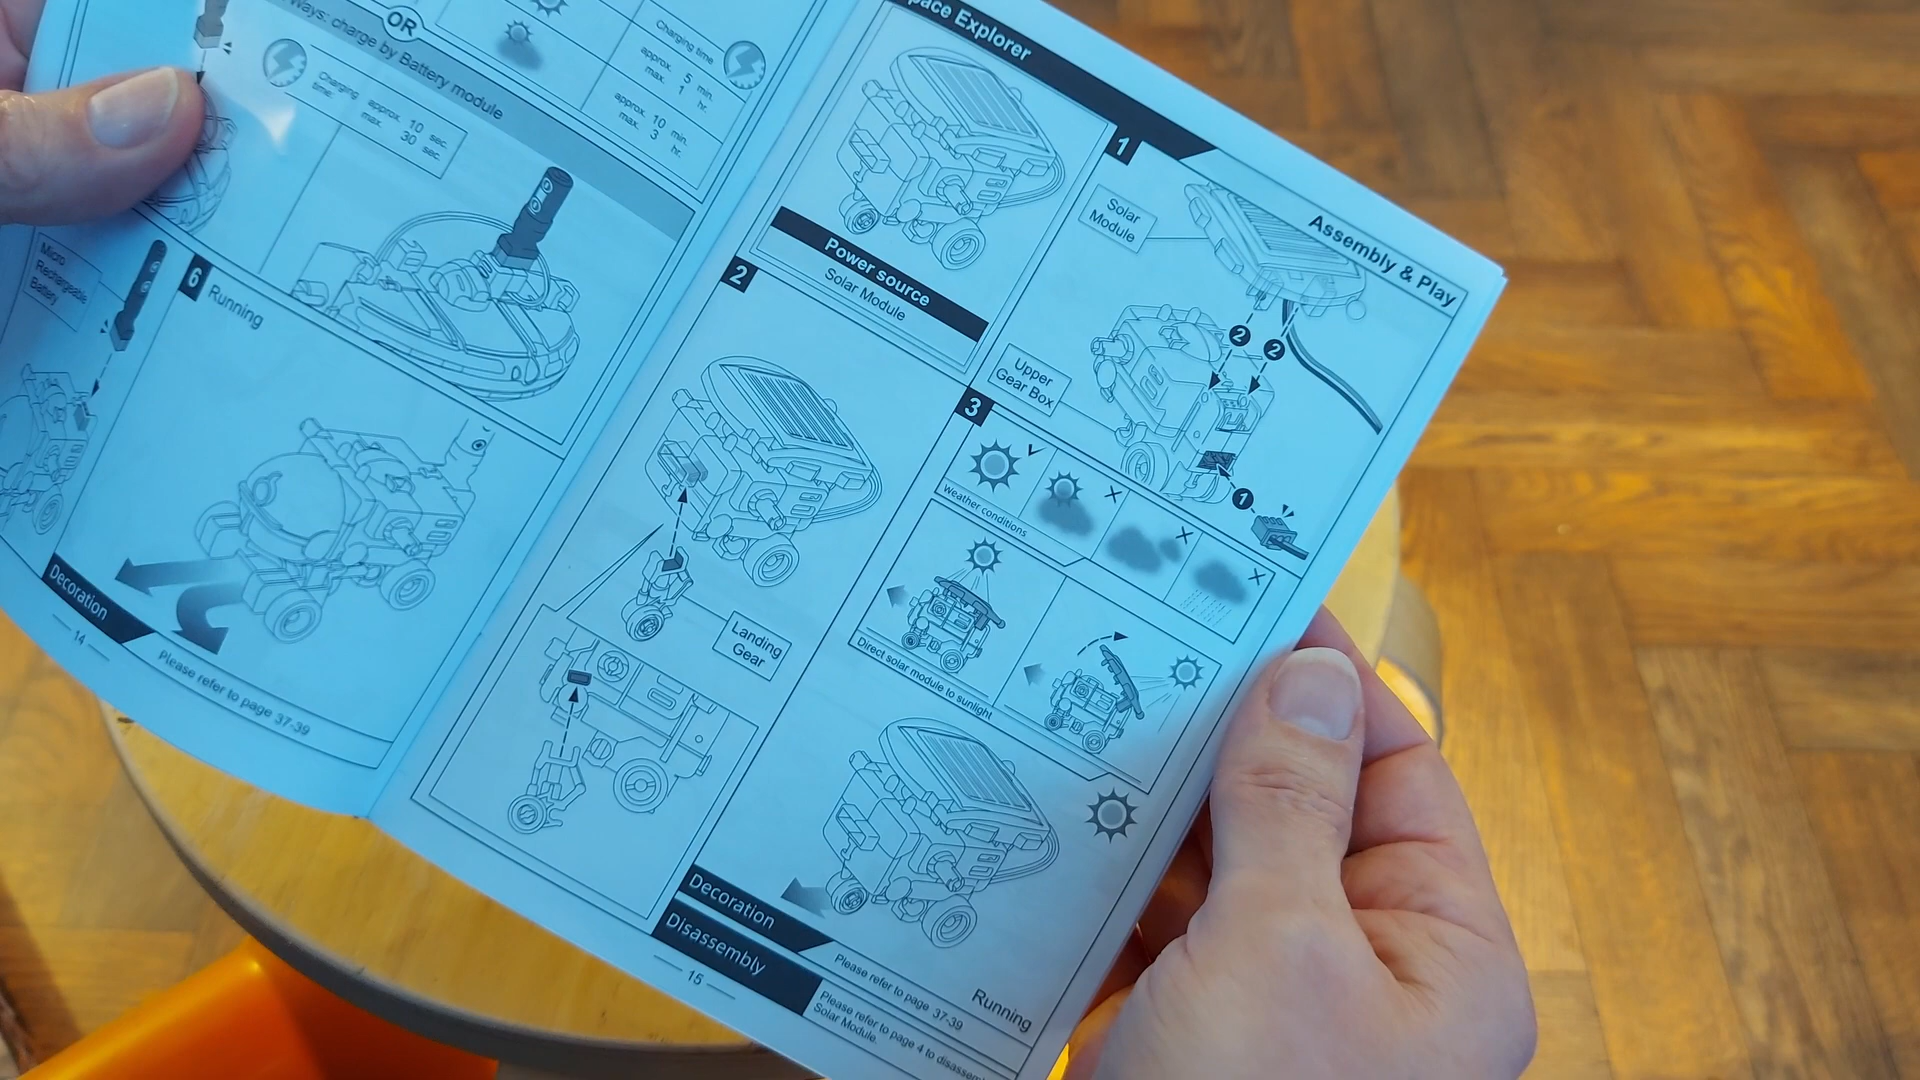 OR
Ways: charge by Battery module
Charging time:
approx. 10 sec.
max. 30 sec.
Charging time
approx. 5 min.
max. 1 hr.
approx. 10 min.
max. 3 hr.
Micro
Rechargeable
Battery
6 Running
Decoration
Please refer to page 37-39
14
pace Explorer
Assembly & Play
Power source
Solar Module
1
Solar
Module
Upper
Gear Box
2
2
1
2
Landing
Gear
3
Weather conditions
Direct solar module to sunlight
Running
Decoration
Please refer to page 37-39
Disassembly
Please refer to page 4 to disassem
Solar Module.
15